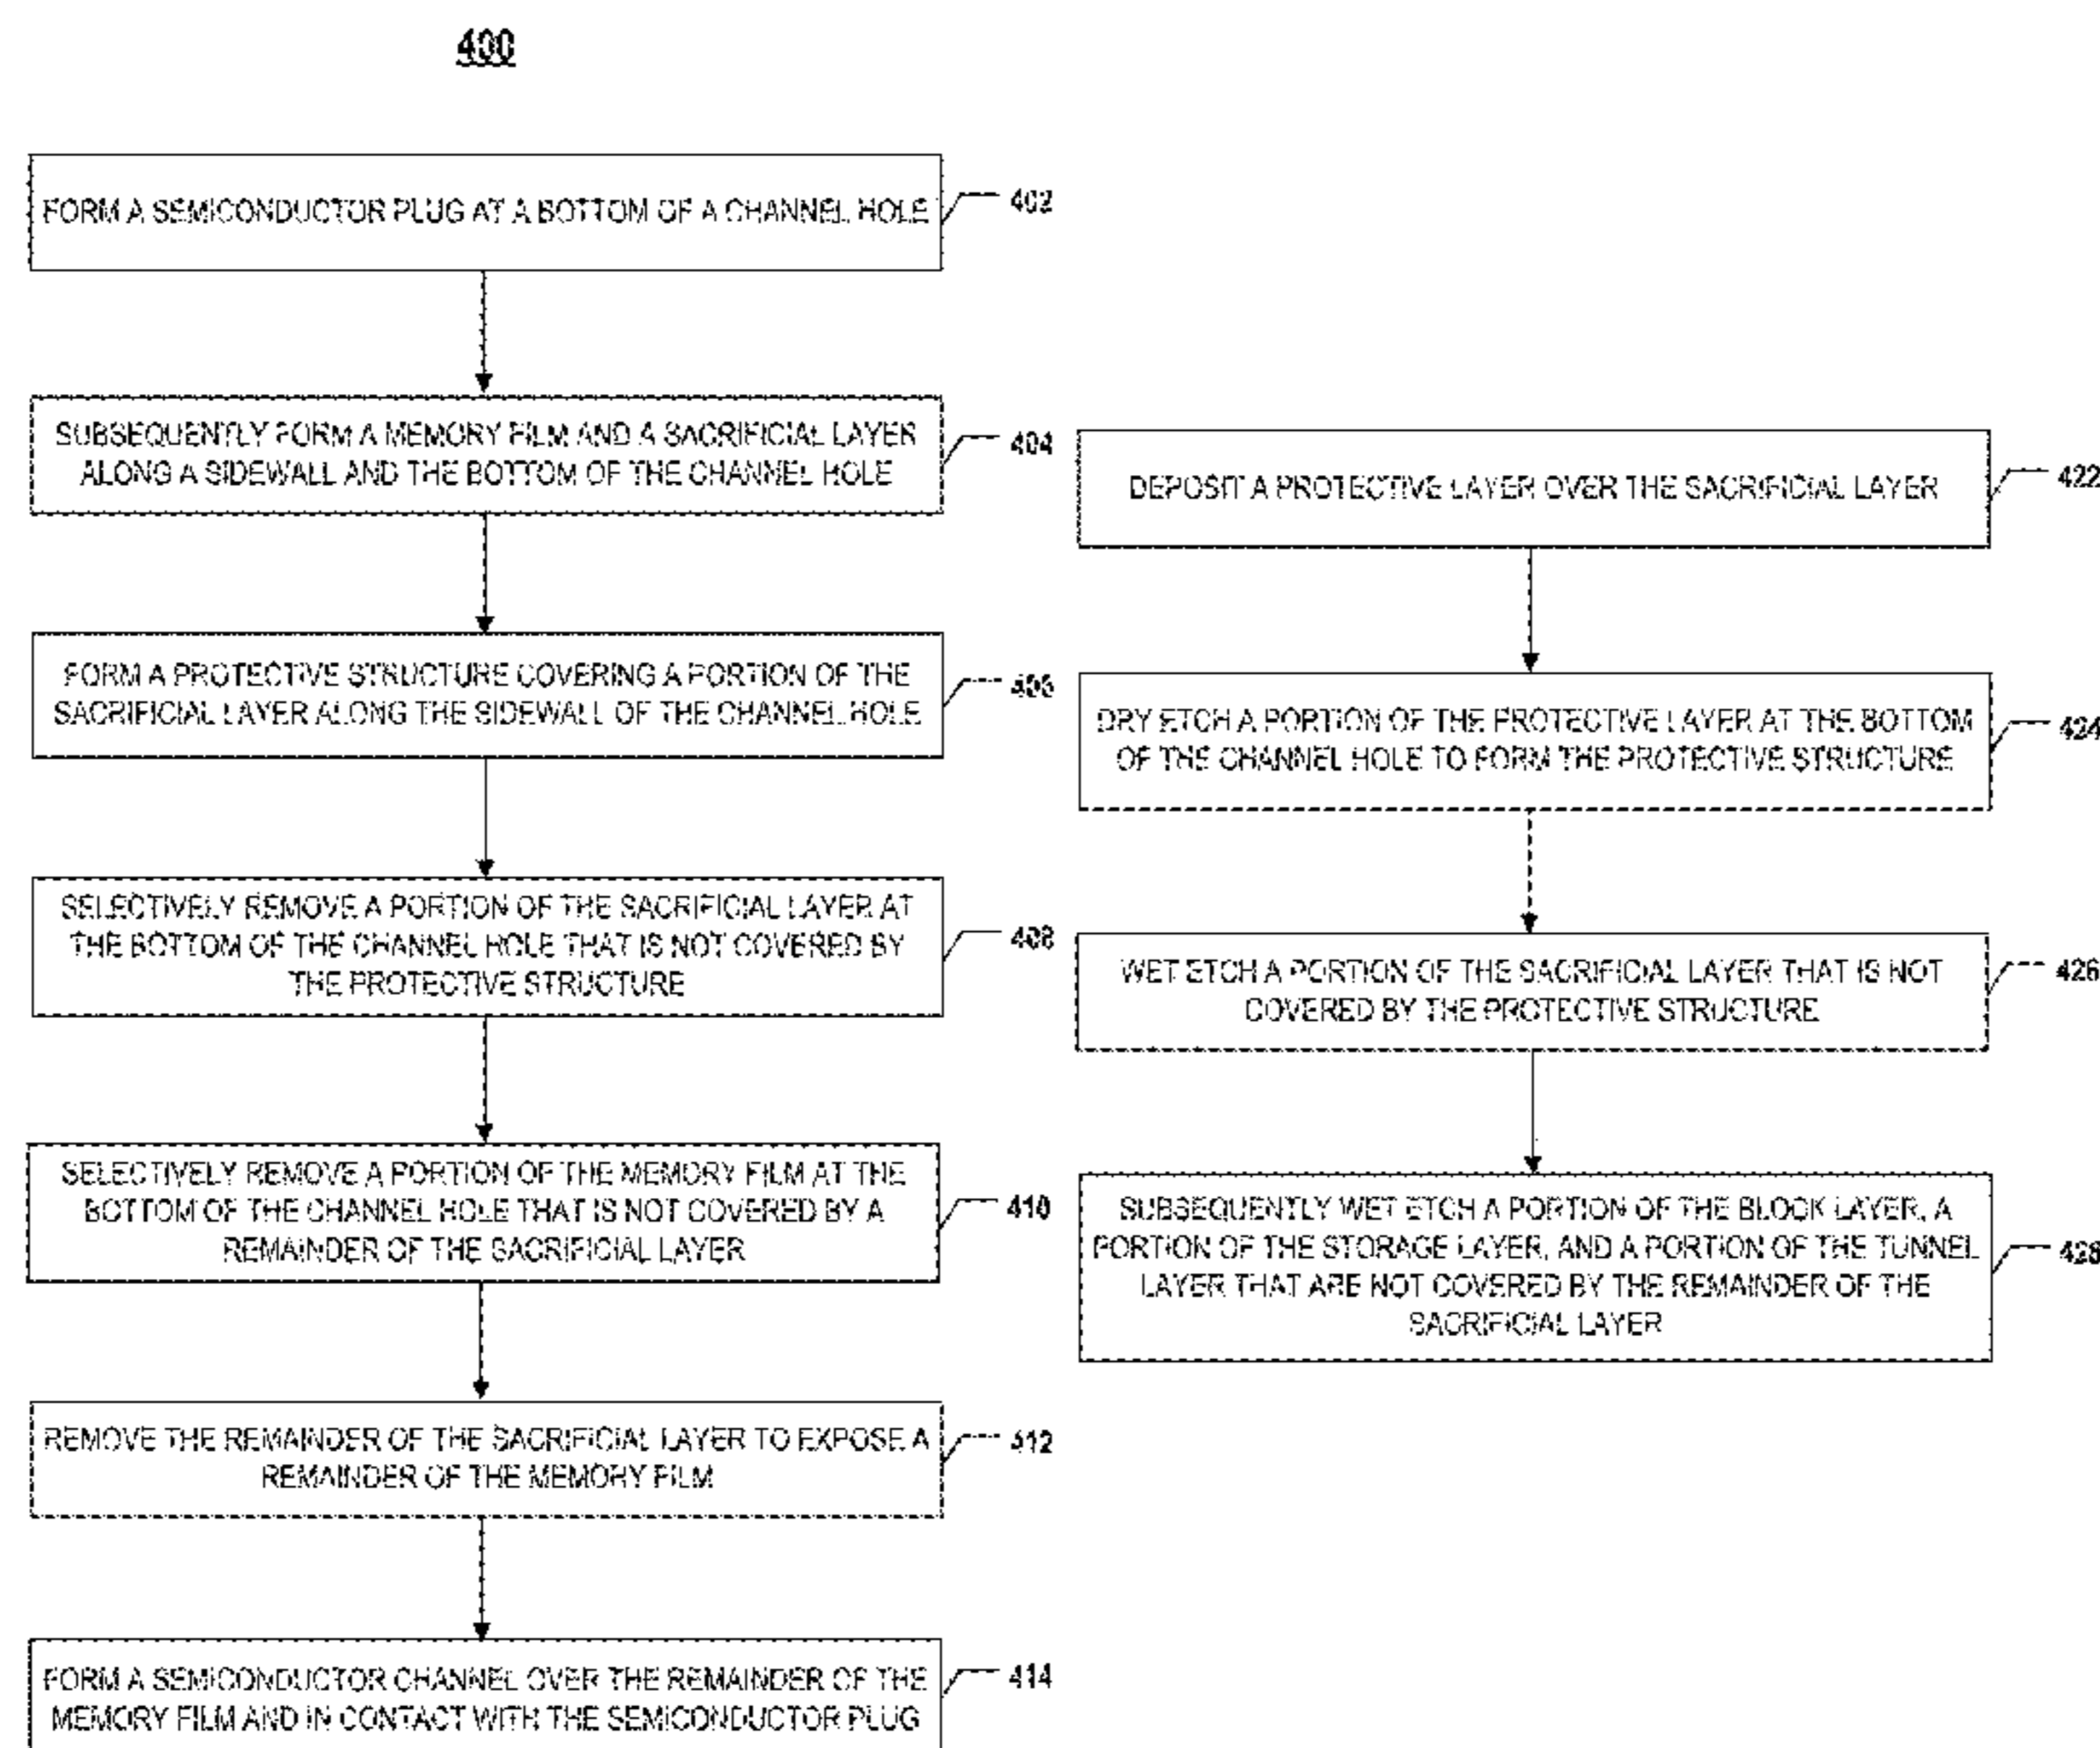 400
FORM A SEMICONDUCTOR PLUG AT A BOTTOM OF A CHANNEL HOLE
402
SUBSEQUENTLY FORM A MEMORY FILM AND A SACRIFICIAL LAYER
ALONG A SIDEWALL AND THE BOTTOM OF THE CHANNEL HOLE
404
FORM A PROTECTIVE STRUCTURE COVERING A PORTION OF THE
SACRIFICIAL LAYER ALONG THE SIDEWALL OF THE CHANNEL HOLE
406
SELECTIVELY REMOVE A PORTION OF THE SACRIFICIAL LAYER AT
THE BOTTOM OF THE CHANNEL HOLE THAT IS NOT COVERED BY
THE PROTECTIVE STRUCTURE
408
SELECTIVELY REMOVE A PORTION OF THE MEMORY FILM AT THE
BOTTOM OF THE CHANNEL HOLE THAT IS NOT COVERED BY A
REMAINDER OF THE SACRIFICIAL LAYER
410
REMOVE THE REMAINDER OF THE SACRIFICIAL LAYER TO EXPOSE A
REMAINDER OF THE MEMORY FILM
412
FORM A SEMICONDUCTOR CHANNEL OVER THE REMAINDER OF THE
MEMORY FILM AND IN CONTACT WITH THE SEMICONDUCTOR PLUG
414
DEPOSIT A PROTECTIVE LAYER OVER THE SACRIFICIAL LAYER
422
DRY ETCH A PORTION OF THE PROTECTIVE LAYER AT THE BOTTOM
OF THE CHANNEL HOLE TO FORM THE PROTECTIVE STRUCTURE
424
WET ETCH A PORTION OF THE SACRIFICIAL LAYER THAT IS NOT
COVERED BY THE PROTECTIVE STRUCTURE
426
SUBSEQUENTLY WET ETCH A PORTION OF THE BLOCK LAYER, A
PORTION OF THE STORAGE LAYER, AND A PORTION OF THE TUNNEL
LAYER THAT ARE NOT COVERED BY THE REMAINDER OF THE
SACRIFICIAL LAYER
428